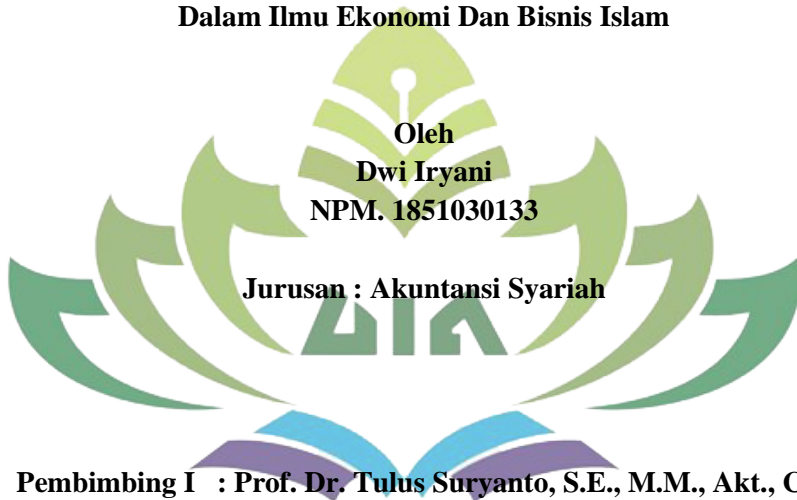 Dalam Ilmu Ekonomi Dan Bisnis Islam
Oleh
Dwi Iryani
NPM. 1851030133
Jurusan : Akuntansi Syariah
UIN
Pembimbing I : Prof. Dr. Tulus Suryanto, S.E., M.M., Akt., C